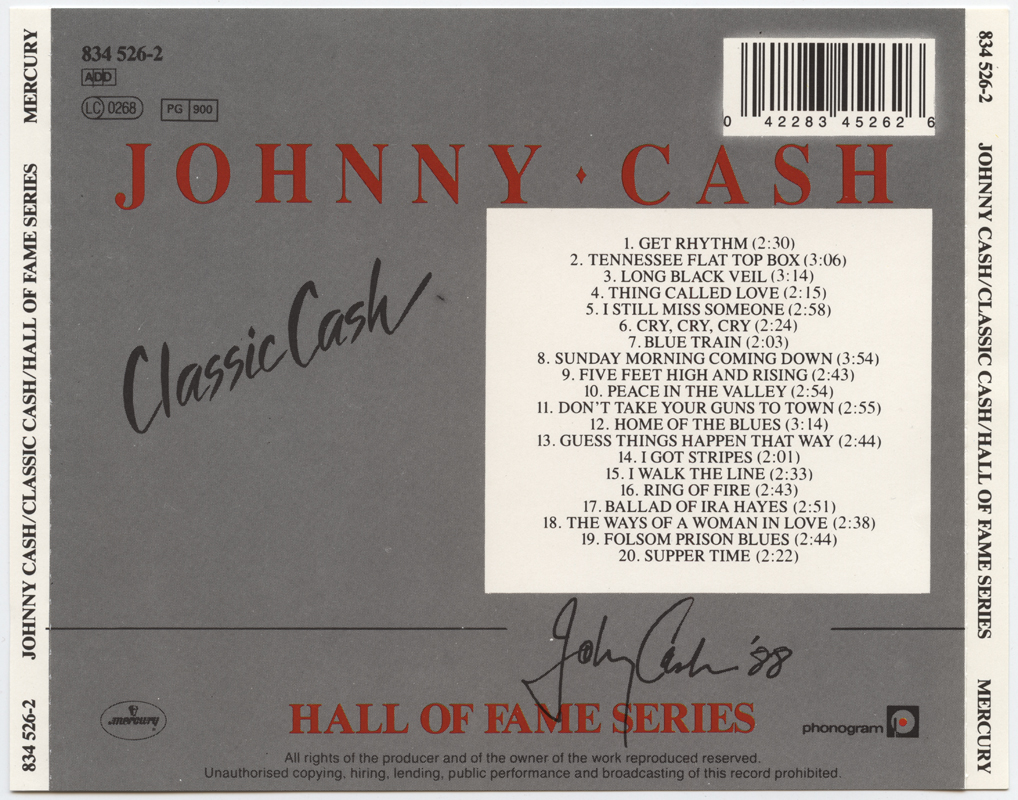 MERCURY
JOHNNY CASH/CLASSIC CASH/HALL OF FAME SERIES
834 526-2
834 526-2
ADD
LC 0268
PG 900
0 42283 45262 6
JOHNNY · CASH
Classic Cash
1. GET RHYTHM (2:30)
2. TENNESSEE FLAT TOP BOX (3:06)
3. LONG BLACK VEIL (3:14)
4. THING CALLED LOVE (2:15)
5. I STILL MISS SOMEONE (2:58)
6. CRY, CRY, CRY (2:24)
7. BLUE TRAIN (2:03)
8. SUNDAY MORNING COMING DOWN (3:54)
9. FIVE FEET HIGH AND RISING (2:43)
10. PEACE IN THE VALLEY (2:54)
11. DON'T TAKE YOUR GUNS TO TOWN (2:55)
12. HOME OF THE BLUES (3:14)
13. GUESS THINGS HAPPEN THAT WAY (2:44)
14. I GOT STRIPES (2:01)
15. I WALK THE LINE (2:33)
16. RING OF FIRE (2:43)
17. BALLAD OF IRA HAYES (2:51)
18. THE WAYS OF A WOMAN IN LOVE (2:38)
19. FOLSOM PRISON BLUES (2:44)
20. SUPPER TIME (2:22)
John Cash '88
mercury
HALL OF FAME SERIES
phonogram
All rights of the producer and of the owner of the work reproduced reserved.
Unauthorised copying, hiring, lending, public performance and broadcasting of this record prohibited.
834 526-2
JOHNNY CASH/CLASSIC CASH/HALL OF FAME SERIES
MERCURY